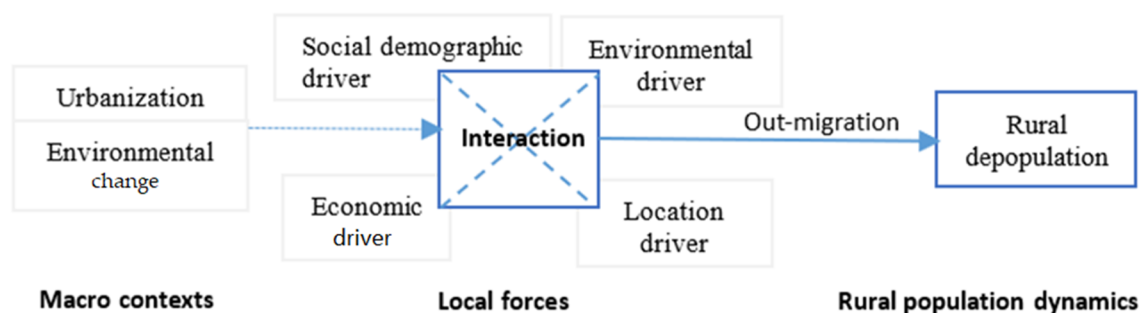 Urbanization
Environmental
change
Social demographic
driver
Environmental
driver
Interaction
Economic
driver
Location
driver
Out-migration
Rural
depopulation
Macro contexts
Local forces
Rural population dynamics